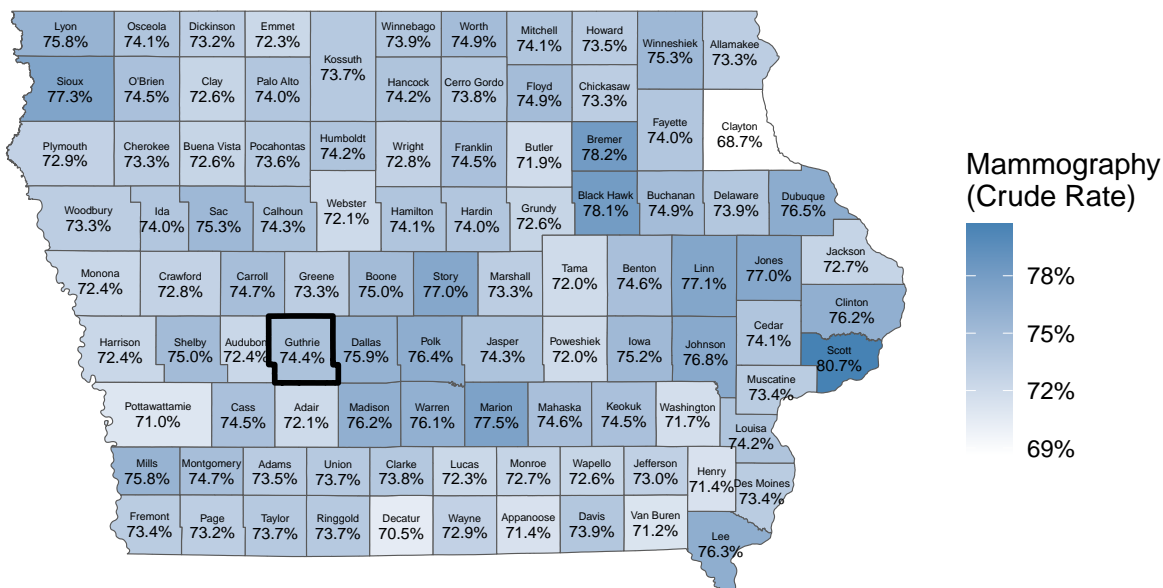 Lyon
75.8%
Osceola
74.1%
Dickinson
73.2%
Emmet
72.3%
Kossuth
73.7%
Winnebago
73.9%
Worth
74.9%
Mitchell
74.1%
Howard
73.5%
Winneshiek
75.3%
Allamakee
73.3%
Sioux
77.3%
O'Brien
74.5%
Clay
72.6%
Palo Alto
74.0%
Hancock
74.2%
Cerro Gordo
73.8%
Floyd
74.9%
Chickasaw
73.3%
Fayette
74.0%
Clayton
68.7%
Plymouth
72.9%
Cherokee
73.3%
Buena Vista
72.6%
Pocahontas
73.6%
Humboldt
74.2%
Wright
72.8%
Franklin
74.5%
Butler
71.9%
Bremer
78.2%
Woodbury
73.3%
Ida
74.0%
Sac
75.3%
Calhoun
74.3%
Webster
72.1%
Hamilton
74.1%
Hardin
74.0%
Grundy
72.6%
Black Hawk
78.1%
Buchanan
74.9%
Delaware
73.9%
Dubuque
76.5%
Monona
72.4%
Crawford
72.8%
Carroll
74.7%
Greene
73.3%
Boone
75.0%
Story
77.0%
Marshall
73.3%
Tama
72.0%
Benton
74.6%
Linn
77.1%
Jones
77.0%
Jackson
72.7%
Clinton
76.2%
Harrison
72.4%
Shelby
75.0%
Audubon
72.4%
Guthrie
74.4%
Dallas
75.9%
Polk
76.4%
Jasper
74.3%
Poweshiek
72.0%
Iowa
75.2%
Johnson
76.8%
Cedar
74.1%
Scott
80.7%
Muscatine
73.4%
Pottawattamie
71.0%
Cass
74.5%
Adair
72.1%
Madison
76.2%
Warren
76.1%
Marion
77.5%
Mahaska
74.6%
Keokuk
74.5%
Washington
71.7%
Louisa
74.2%
Mills
75.8%
Montgomery
74.7%
Adams
73.5%
Union
73.7%
Clarke
73.8%
Lucas
72.3%
Monroe
72.7%
Wapello
72.6%
Jefferson
73.0%
Henry
71.4%
Des Moines
73.4%
Fremont
73.4%
Page
73.2%
Taylor
73.7%
Ringgold
73.7%
Decatur
70.5%
Wayne
72.9%
Appanoose
71.4%
Davis
73.9%
Van Buren
71.2%
Lee
76.3%
Mammography
(Crude Rate)
78%
75%
72%
69%